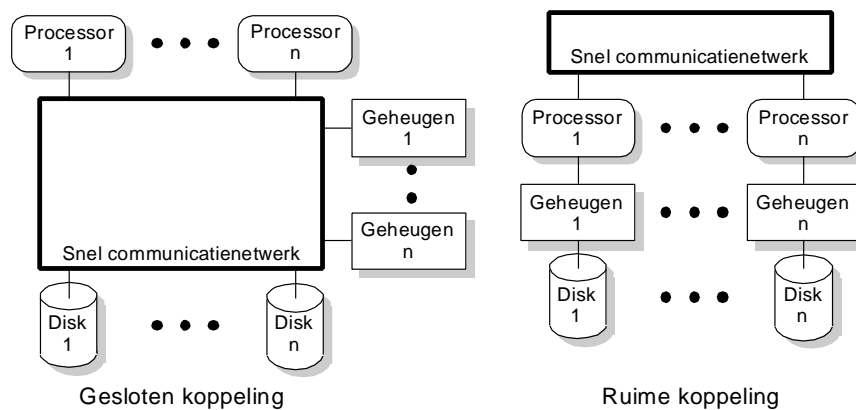 Processor
1
Processor
n
Geheugen
1
Geheugen
n
Snel communicatienetwerk
Disk
1
Disk
n
Gesloten koppeling
Snel communicatienetwerk
Processor
1
Processor
n
Geheugen
1
Geheugen
n
Disk
1
Disk
n
Ruime koppeling